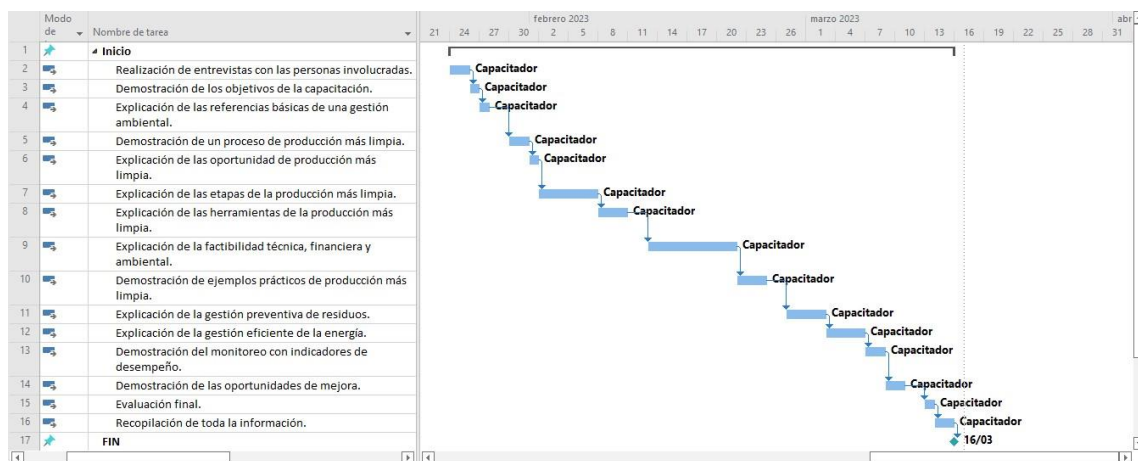 Modo de
Nombre de tarea
febrero 2023
marzo 2023
abr
21 24 27 30 2 5 8 11 14 17 20 23 26 1 4 7 10 13 16 19 22 25 28 31
1 Inicio
2 Realización de entrevistas con las personas involucradas. Capacitador
3 Demostración de los objetivos de la capacitación. Capacitador
4 Explicación de las referencias básicas de una gestión Capacitador
ambiental.
5 Demostración de un proceso de producción más limpia. Capacitador
6 Explicación de las oportunidad de producción más Capacitador
limpia.
7 Explicación de las etapas de la producción más limpia. Capacitador
8 Explicación de las herramientas de la producción más Capacitador
limpia.
9 Explicación de la factibilidad técnica, financiera y Capacitador
ambiental.
10 Demostración de ejemplos prácticos de producción más Capacitador
limpia.
11 Explicación de la gestión preventiva de residuos. Capacitador
12 Explicación de la gestión eficiente de la energía. Capacitador
13 Demostración del monitoreo con indicadores de Capacitador
desempeño.
14 Demostración de las oportunidades de mejora. Capacitador
15 Evaluación final. Capacitador
16 Recopilación de toda la información. Capacitador
17 FIN 16/03